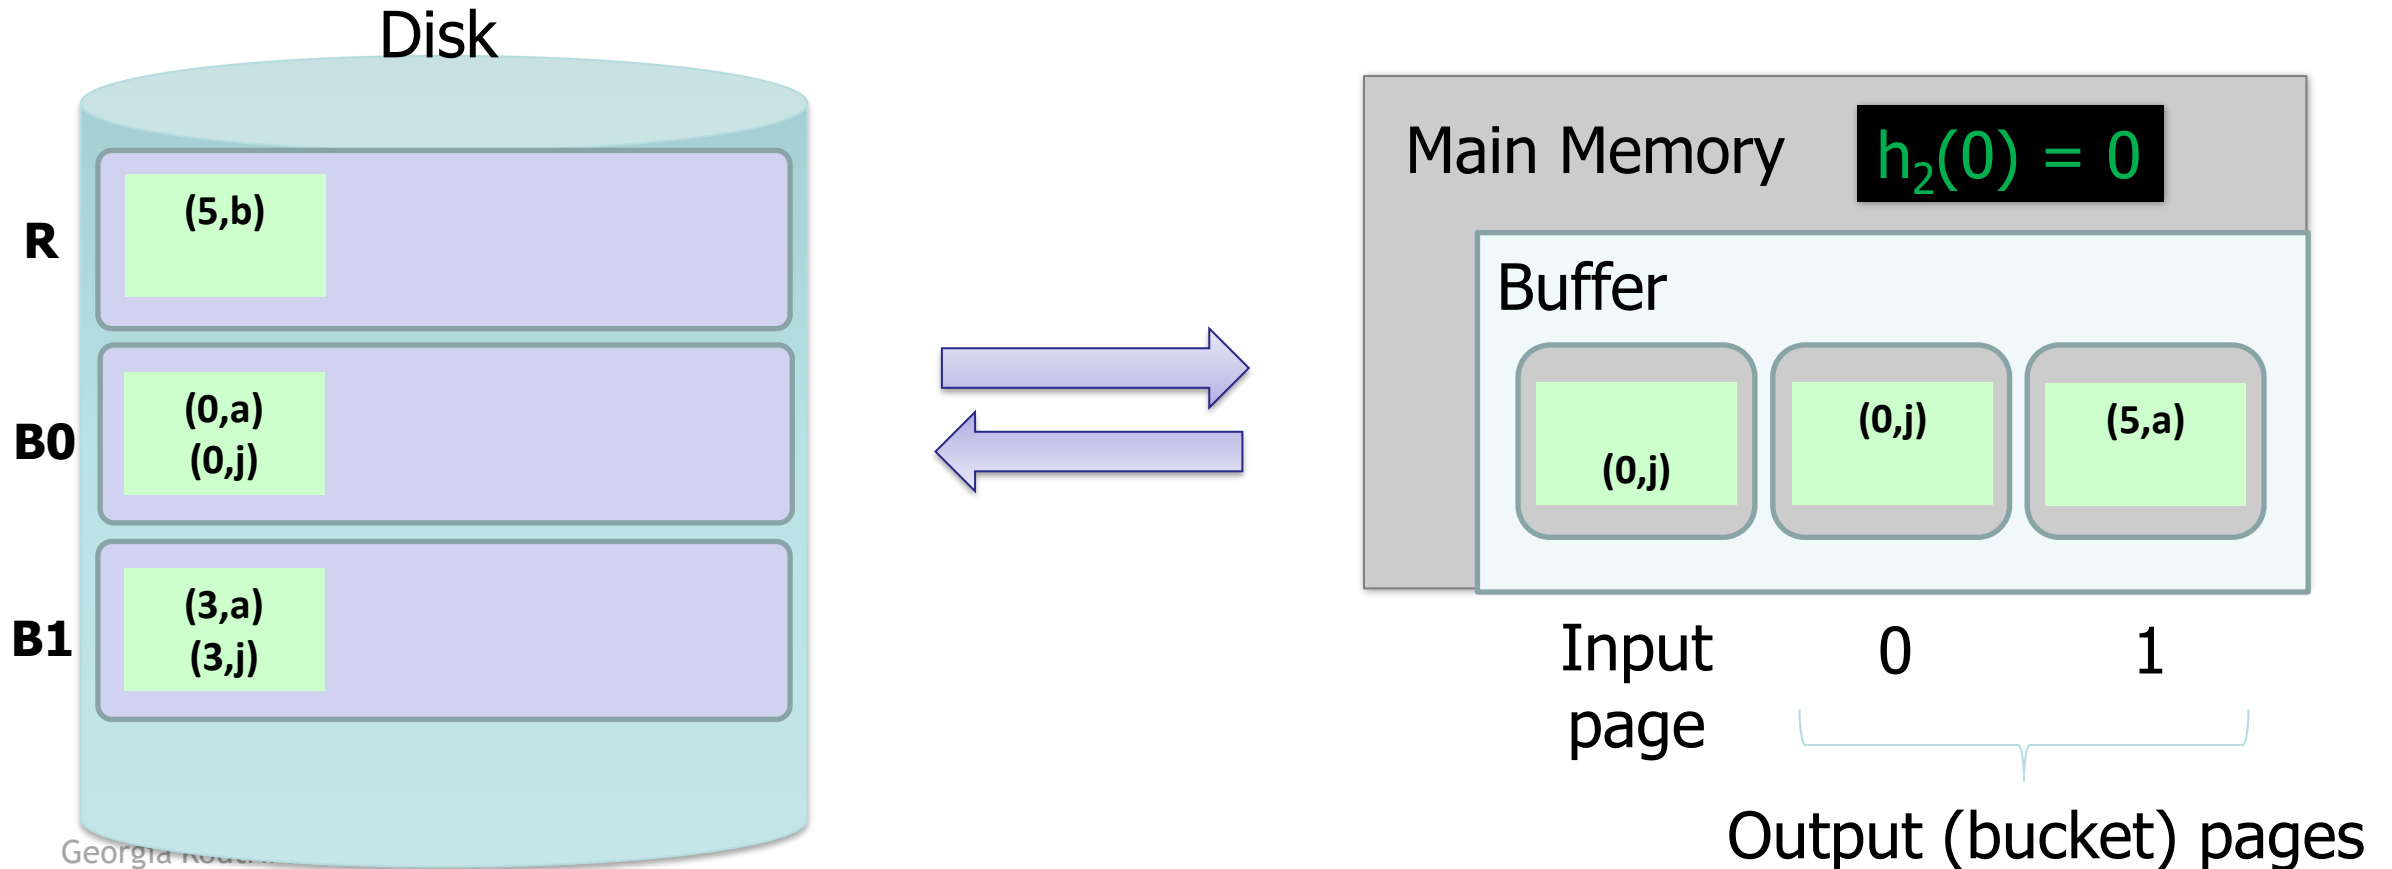 Disk
R
(5,b)
B0
(0,a)
(0,j)
B1
(3,a)
(3,j)
Georgia
Main Memory
h₂(0) = 0
Buffer
(0,j)
(0,j)
(5,a)
Input
page
0
1
Output (bucket) pages